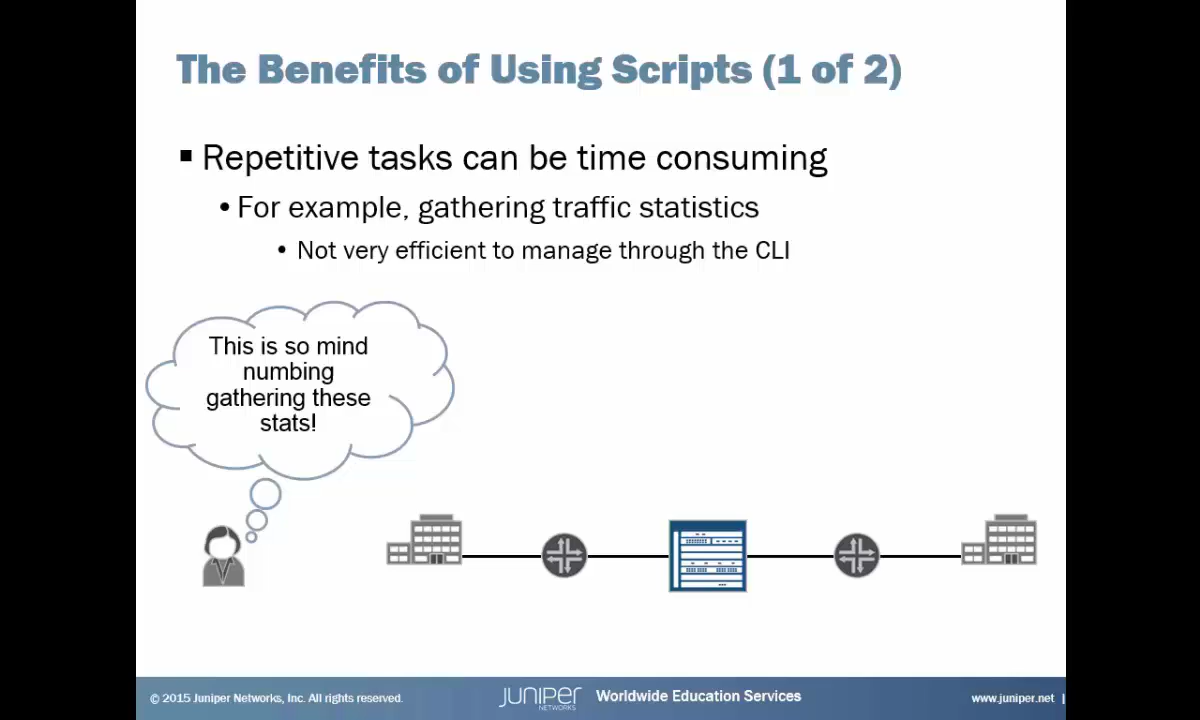 The Benefits of Using Scripts (1 of 2)
▪ Repetitive tasks can be time consuming
• For example, gathering traffic statistics
• Not very efficient to manage through the CLI
This is so mind
numbing
gathering these
stats!
© 2015 Juniper Networks, Inc. All rights reserved.
JUNIPER
NETWORKS
Worldwide Education Services
www.juniper.net |